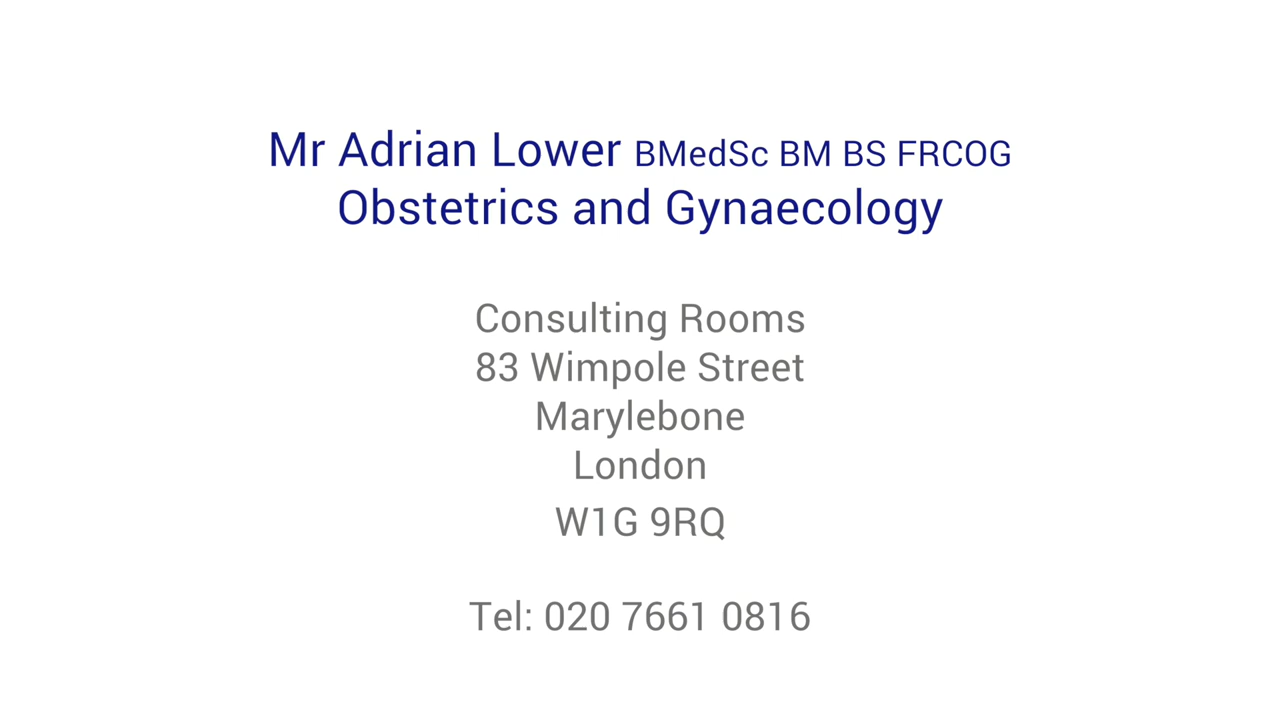 Mr Adrian Lower BMedSc BM BS FRCOG
Obstetrics and Gynaecology
Consulting Rooms
83 Wimpole Street
Marylebone
London
W1G 9RQ
Tel: 020 7661 0816